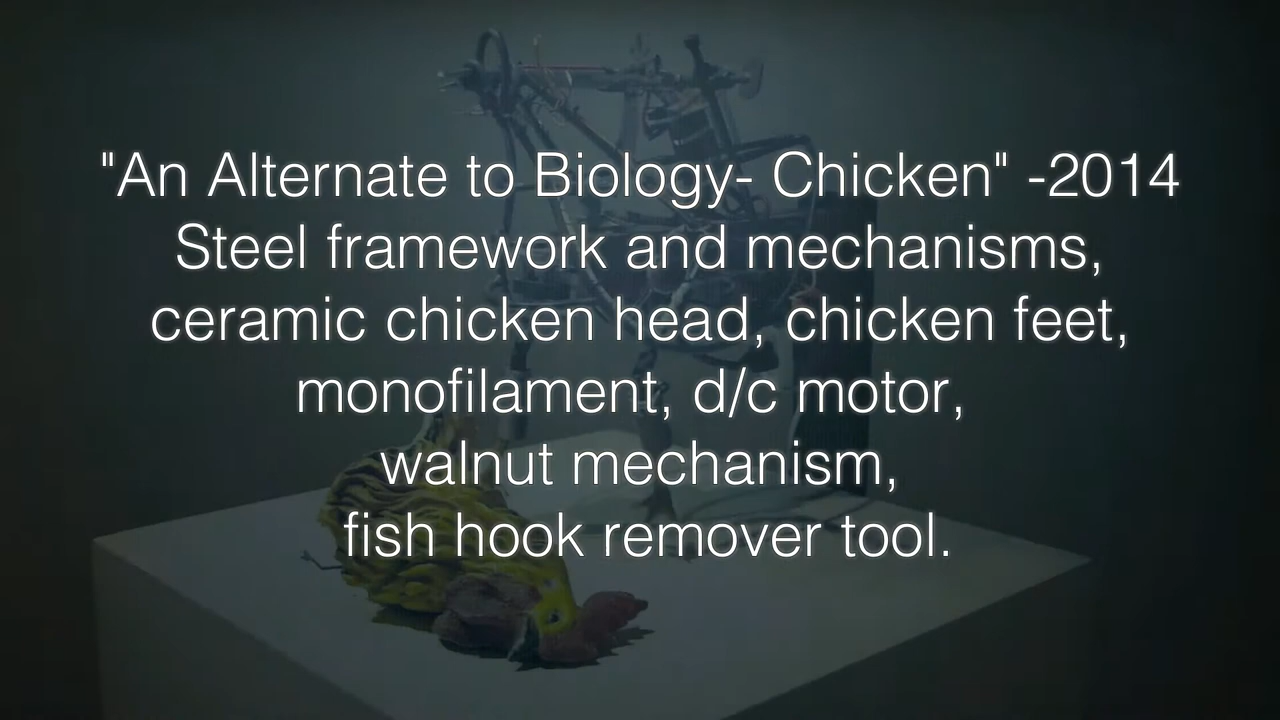 "An Alternate to Biology- Chicken" -2014
Steel framework and mechanisms,
ceramic chicken head, chicken feet,
monofilament, d/c motor,
walnut mechanism,
fish hook remover tool.